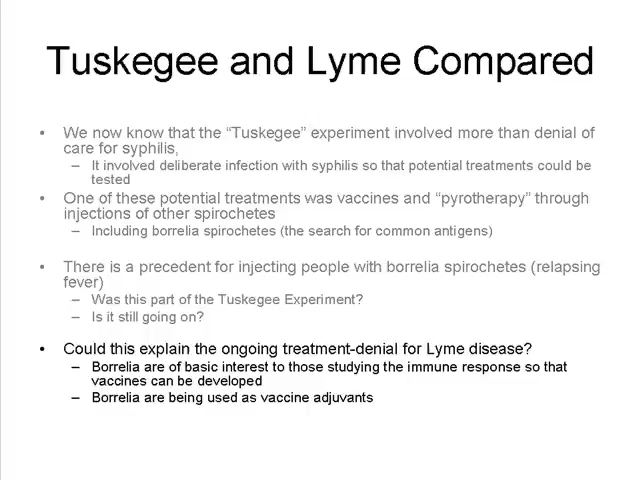 Tuskegee and Lyme Compared
• We now know that the "Tuskegee" experiment involved more than denial of
care for syphilis,
– It involved deliberate infection with syphilis so that potential treatments could be
tested
• One of these potential treatments was vaccines and "pyrotherapy" through
injections of other spirochetes
– Including borrelia spirochetes (the search for common antigens)
• There is a precedent for injecting people with borrelia spirochetes (relapsing
fever)
– Was this part of the Tuskegee Experiment?
– Is it still going on?
• Could this explain the ongoing treatment-denial for Lyme disease?
– Borrelia are of basic interest to those studying the immune response so that
vaccines can be developed
– Borrelia are being used as vaccine adjuvants